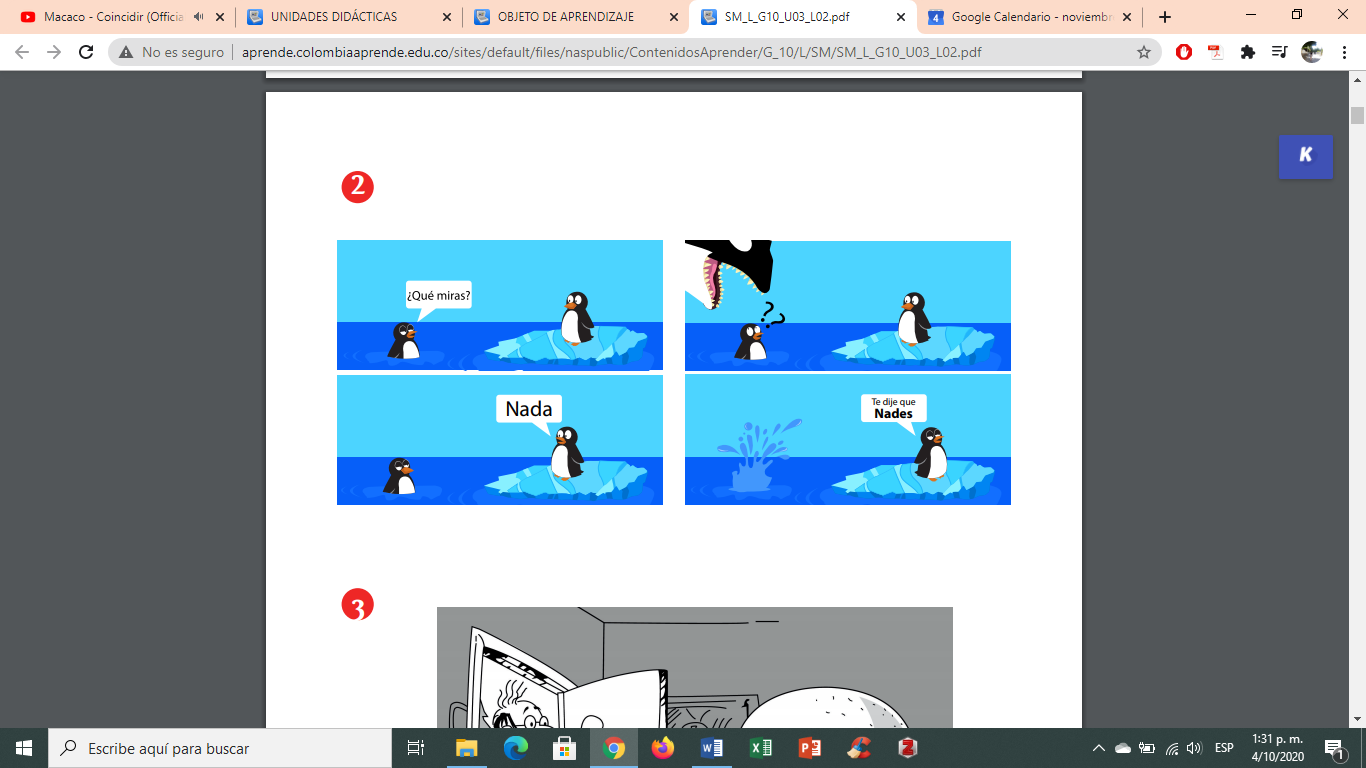 Macaco - Coincidir (Officia
UNIDADES DIDÁCTICAS
OBJETO DE APRENDIZAJE
SM_L_G10_U03_L02.pdf
Google Calendario - noviembr
No es seguro
aprende.colombiaaprende.edu.co/sites/default/files/naspublic/ContenidosAprender/G_10/L/SM/SM_L_G10_U03_L02.pdf
K
2
¿Qué miras?
? ?
Nada
Te dije que
Nades
3
Escribe aquí para buscar
ESP
1:31 p. m.
4/10/2020
1